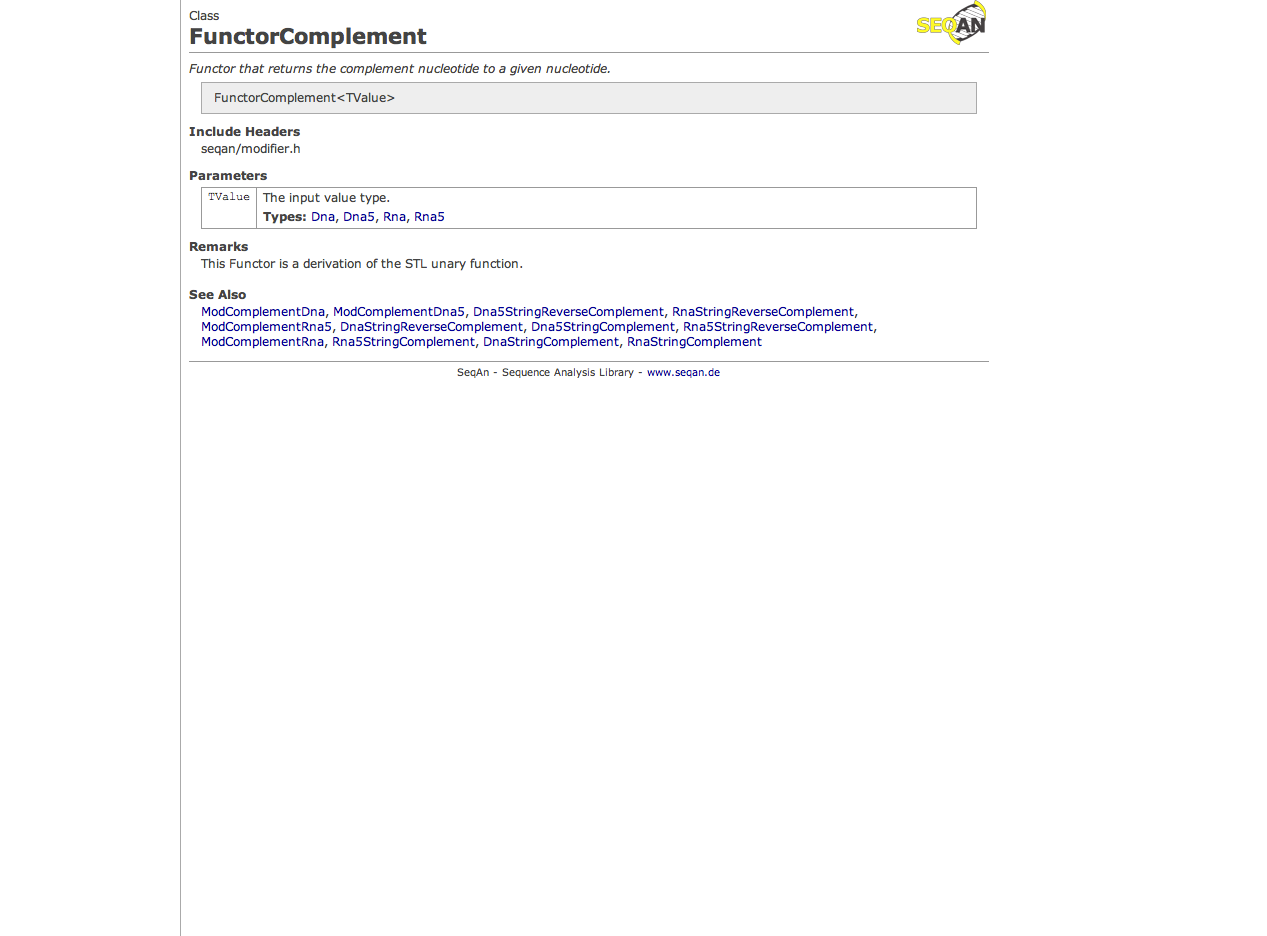 Class
SEQAN
FunctorComplement
Functor that returns the complement nucleotide to a given nucleotide.
FunctorComplement<TValue>
Include Headers
seqan/modifier.h
Parameters
TValue The input value type.
Types: Dna, Dna5, Rna, Rna5
Remarks
This Functor is a derivation of the STL unary function.
See Also
ModComplementDna, ModComplementDna5, Dna5StringReverseComplement, RnaStringReverseComplement,
ModComplementRna5, DnaStringReverseComplement, Dna5StringComplement, Rna5StringReverseComplement,
ModComplementRna, Rna5StringComplement, DnaStringComplement, RnaStringComplement
SeqAn - Sequence Analysis Library - www.seqan.de